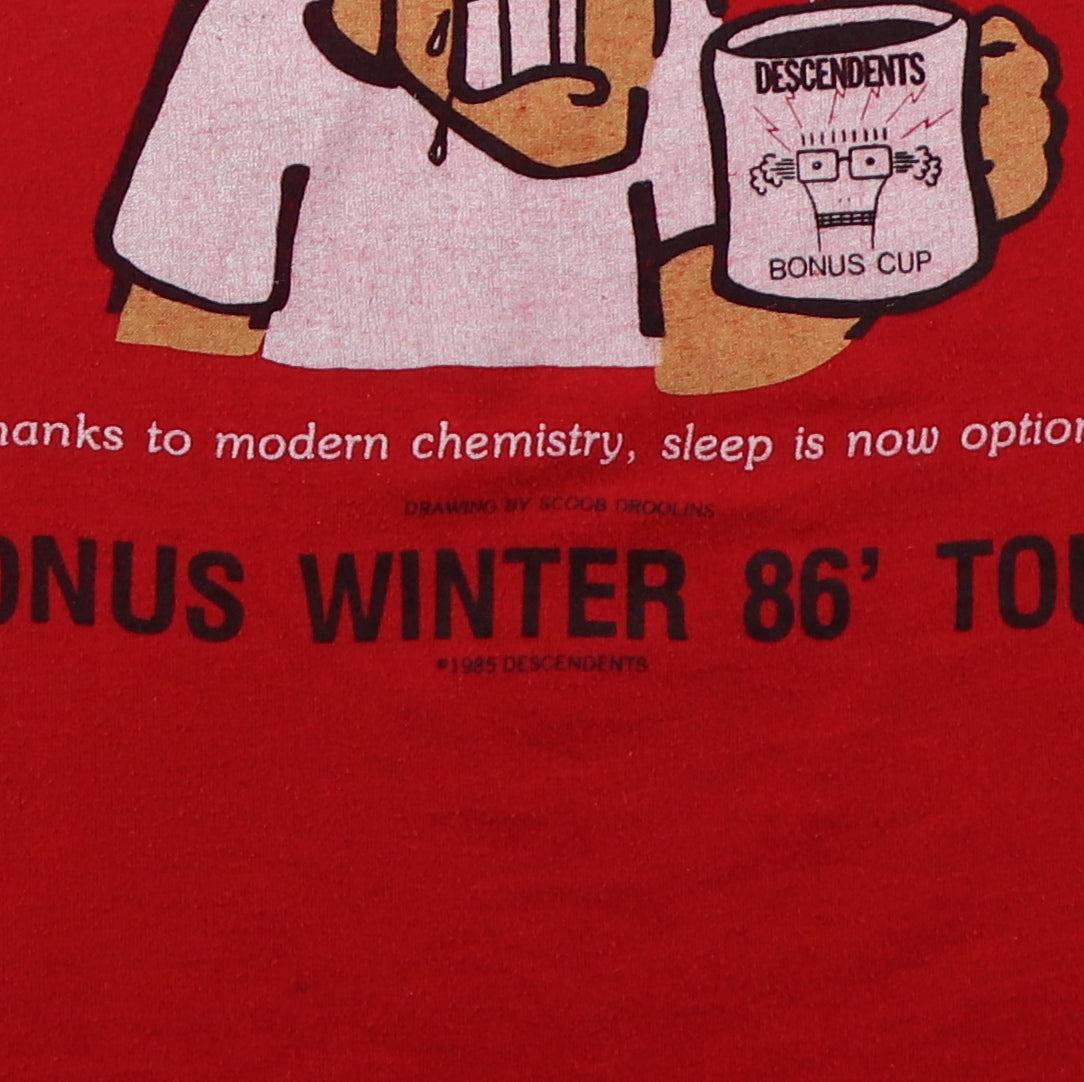 DESCENDENTS
BONUS CUP
hanks to modern chemistry, sleep is now option
DRAWING BY SCOOB DROOLINS
ONUS WINTER 86’ TOU
©1985 DESCENDENTS